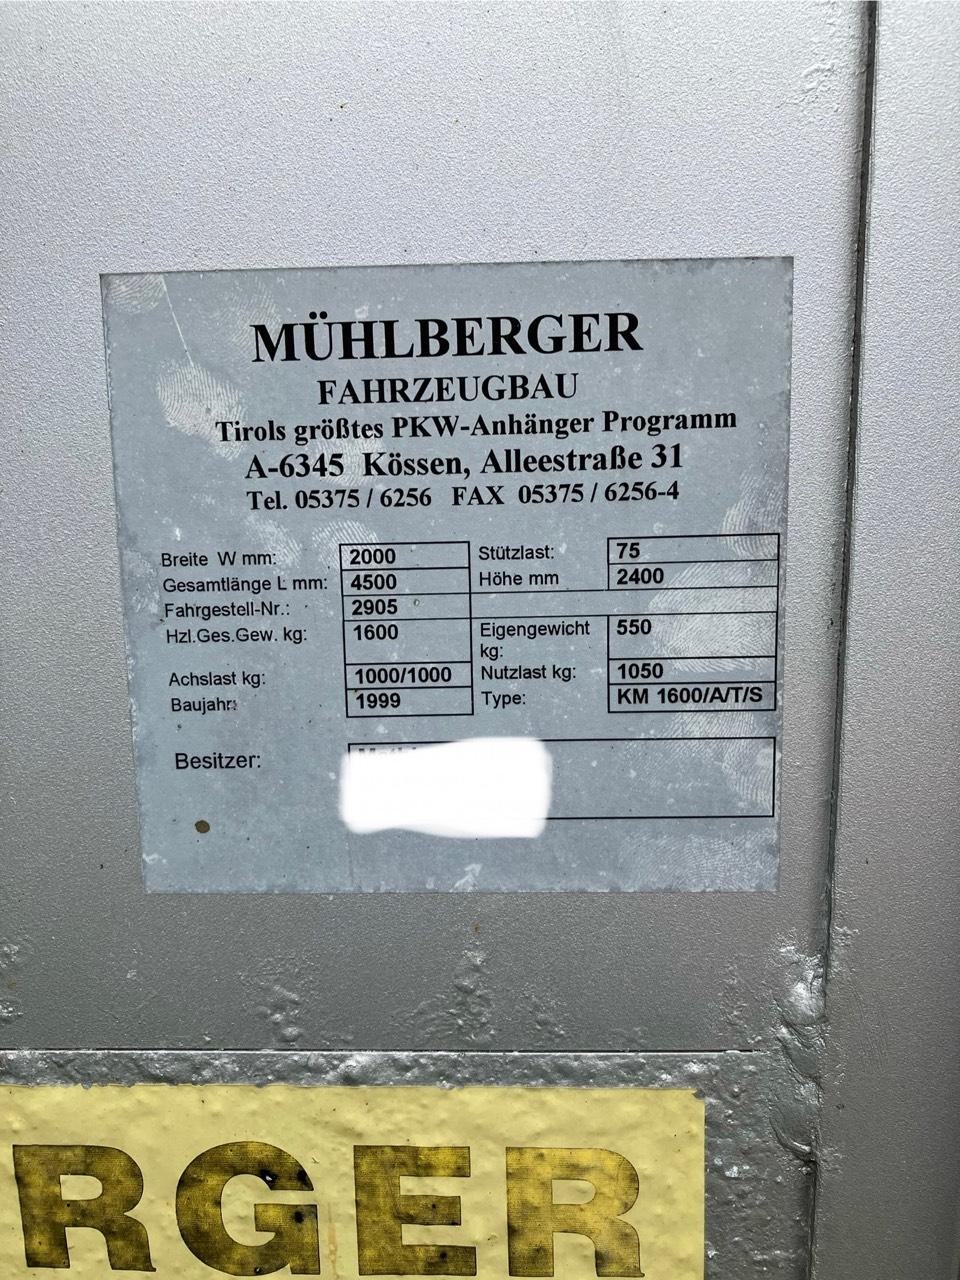 MÜHLBERGER
FAHRZEUGBAU
Tirols größtes PKW-Anhänger Programm
A-6345 Kössen, Alleestraße 31
Tel. 05375 / 6256 FAX 05375 / 6256-4
Breite W mm: 2000 Stützlast: 75
Gesamtlänge L mm: 4500 Höhe mm 2400
Fahrgestell-Nr.: 2905
Hzl.Ges.Gew. kg: 1600 Eigengewicht kg: 550
Achslast kg: 1000/1000 Nutzlast kg: 1050
Baujahr: 1999 Type: KM 1600/A/T/S
Besitzer:
RGER